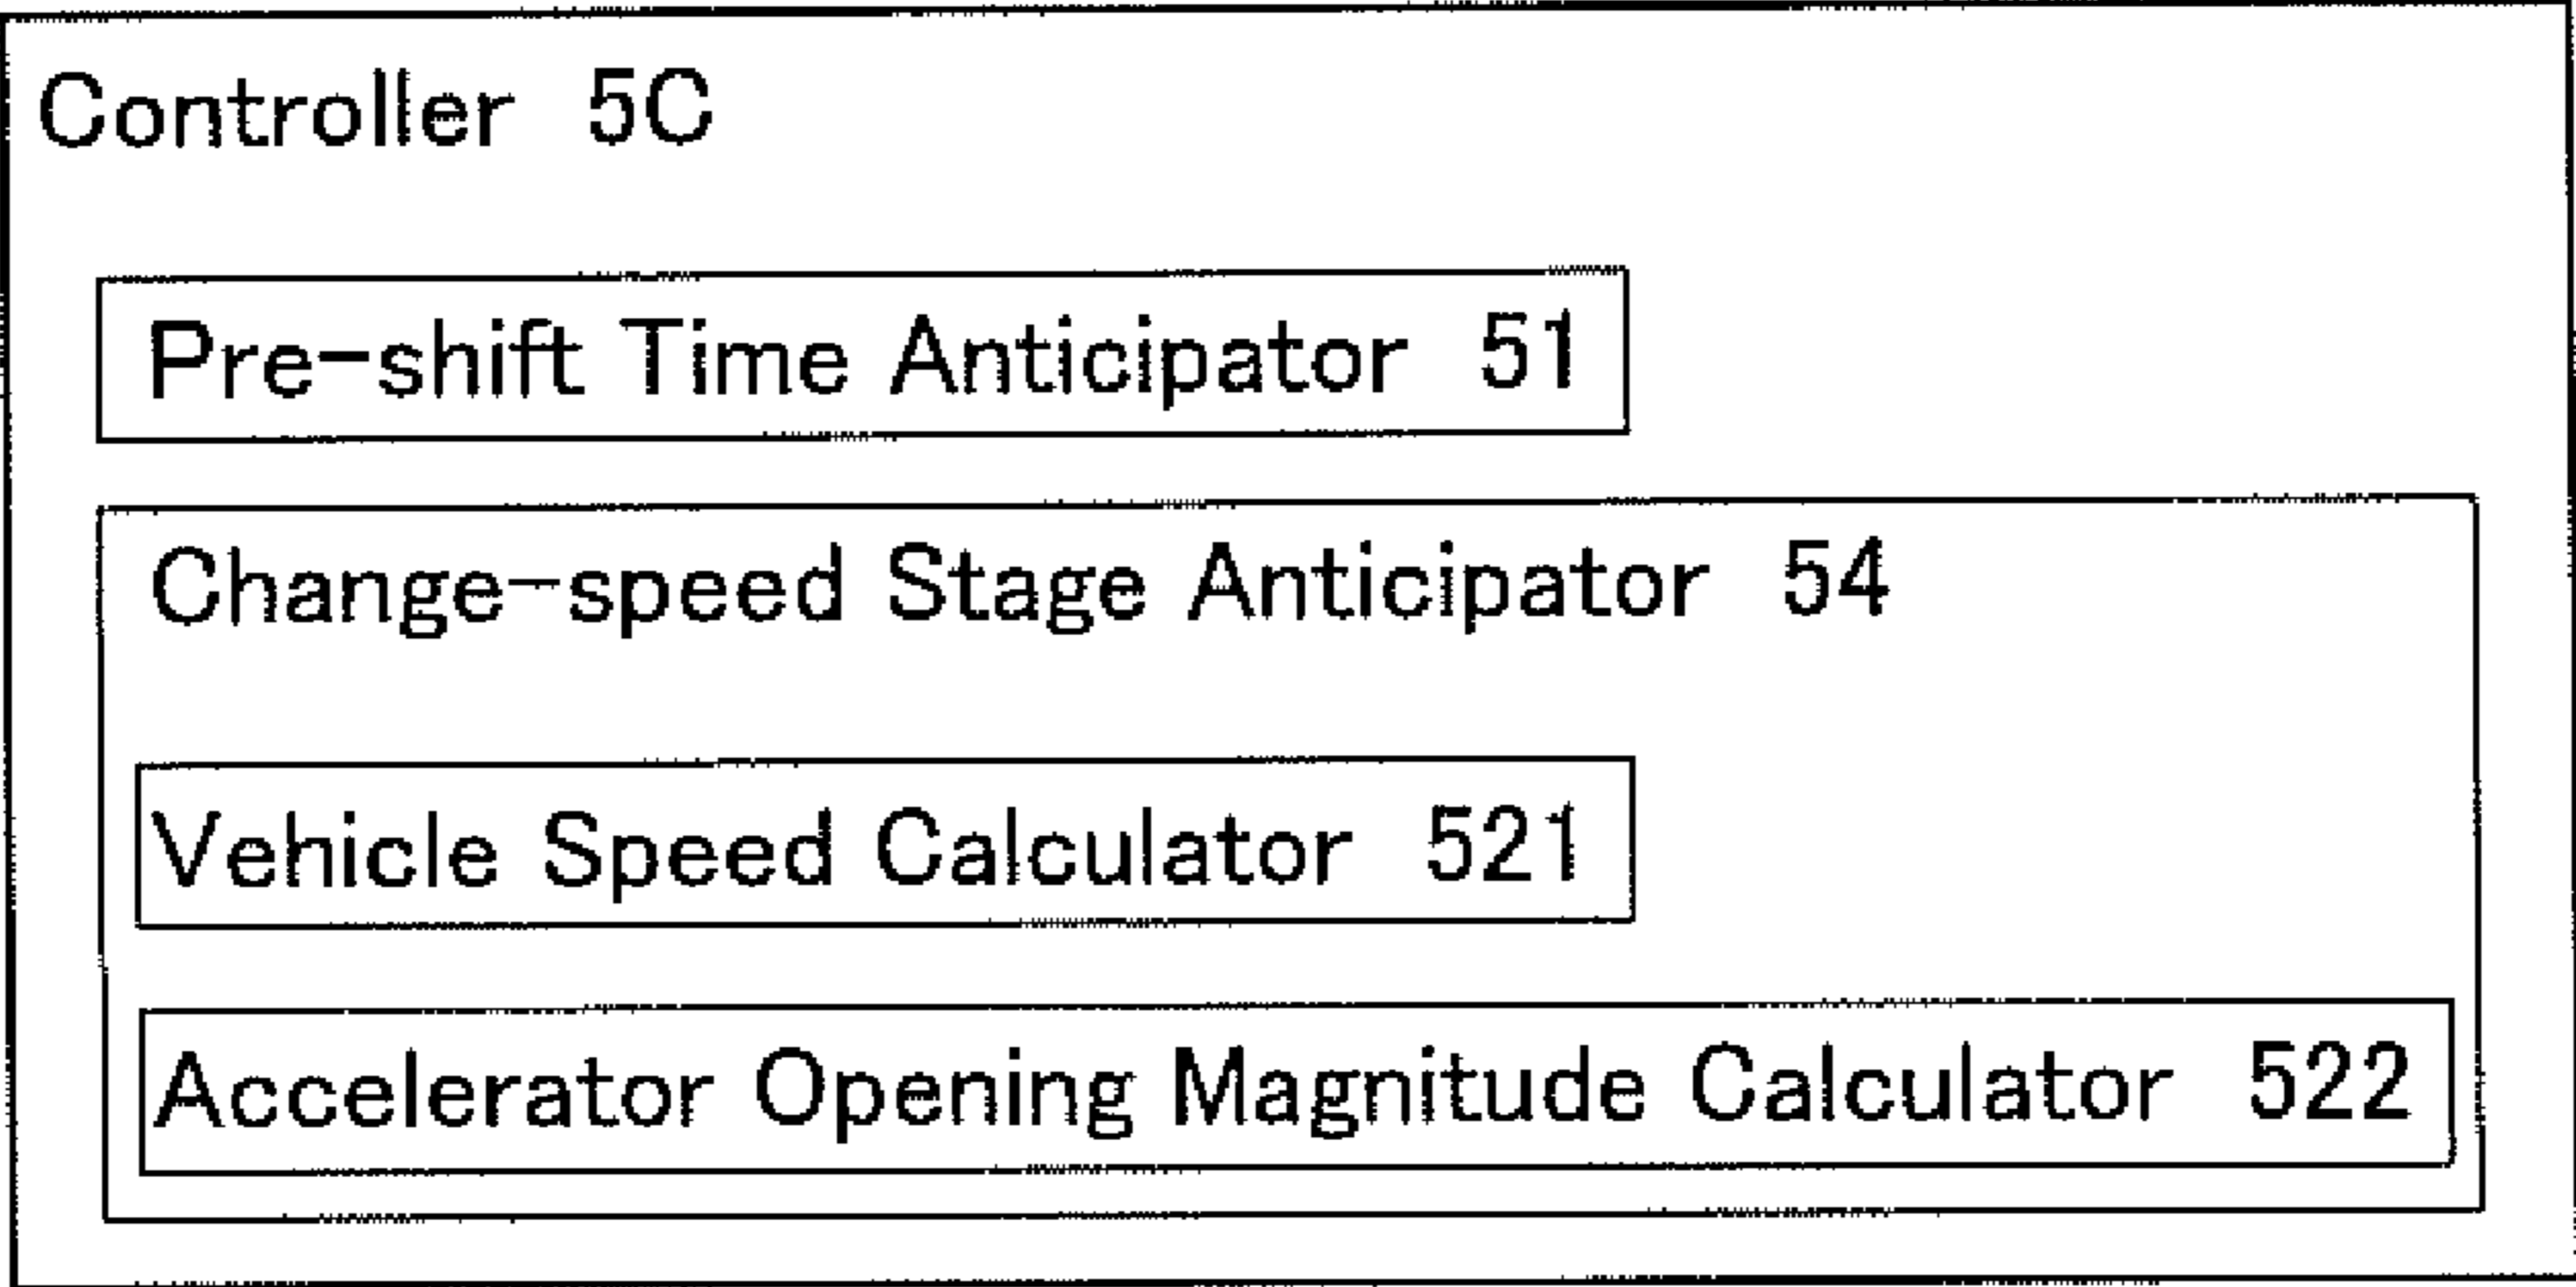 Controller 5C
Pre-shift Time Anticipator 51
Change-speed Stage Anticipator 54
Vehicle Speed Calculator 521
Accelerator Opening Magnitude Calculator 522